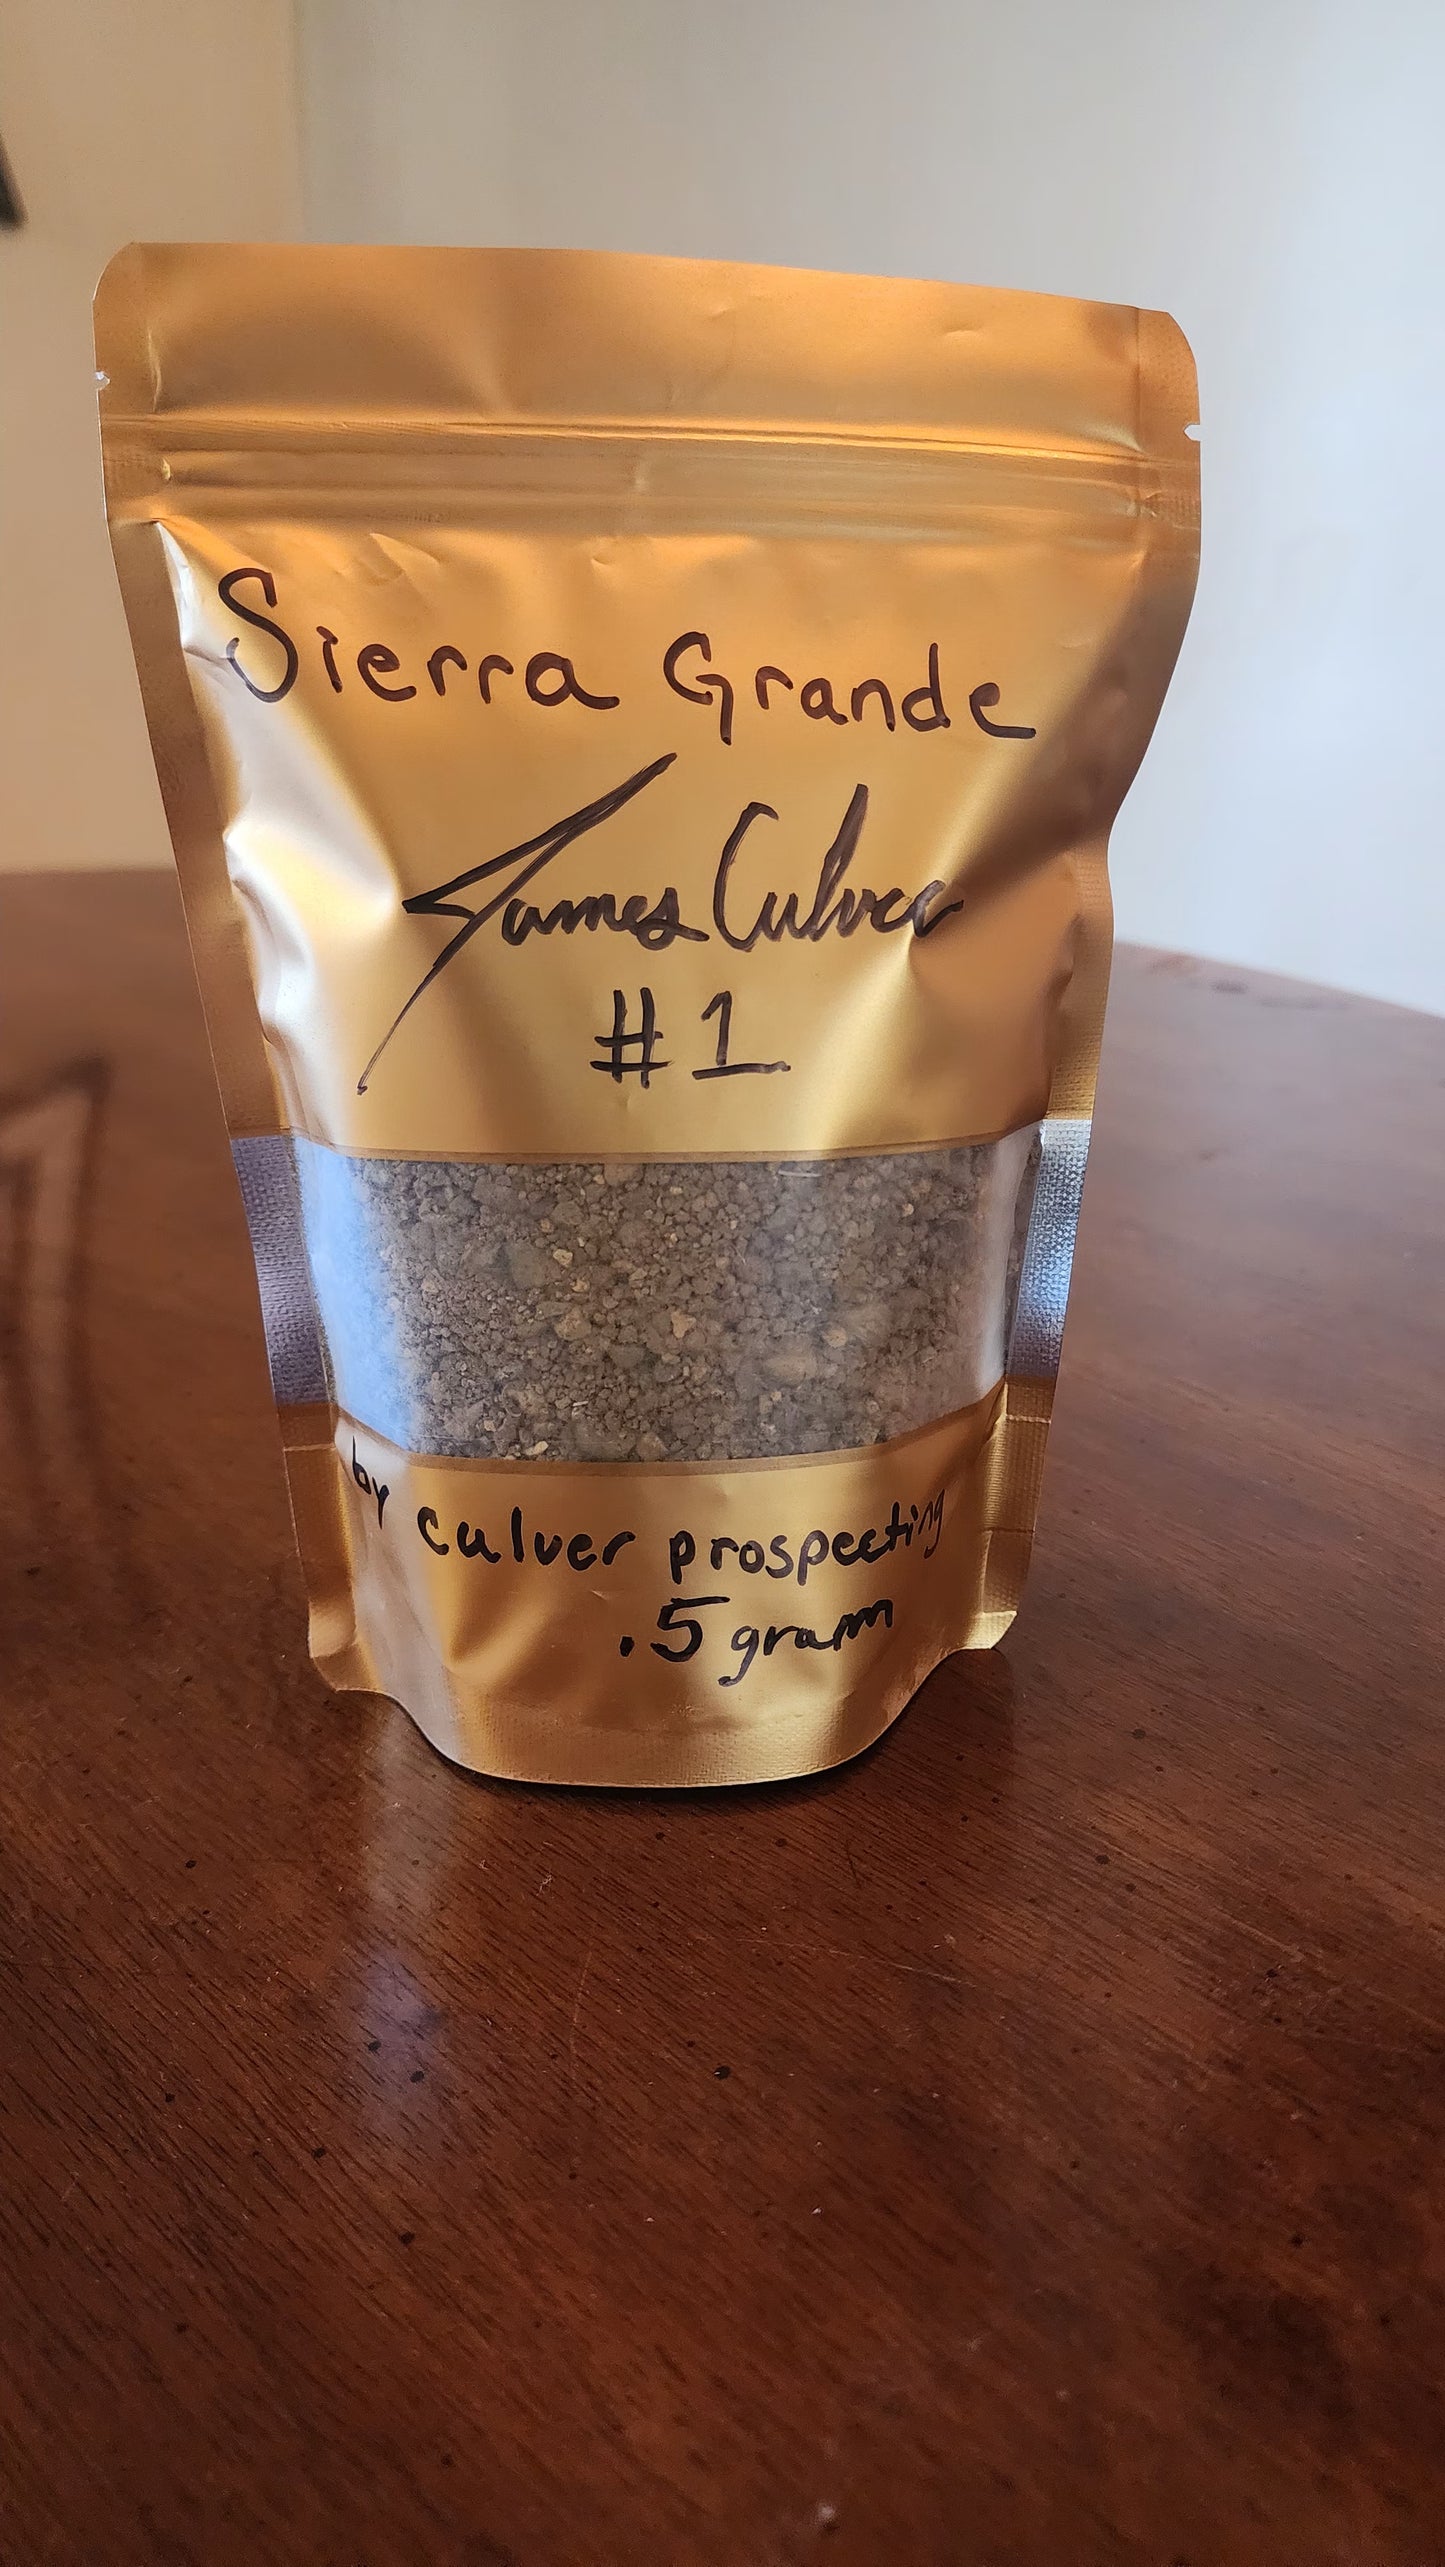 Sierra Grande
James Culver
#1
by culver prospecting
.5 gram